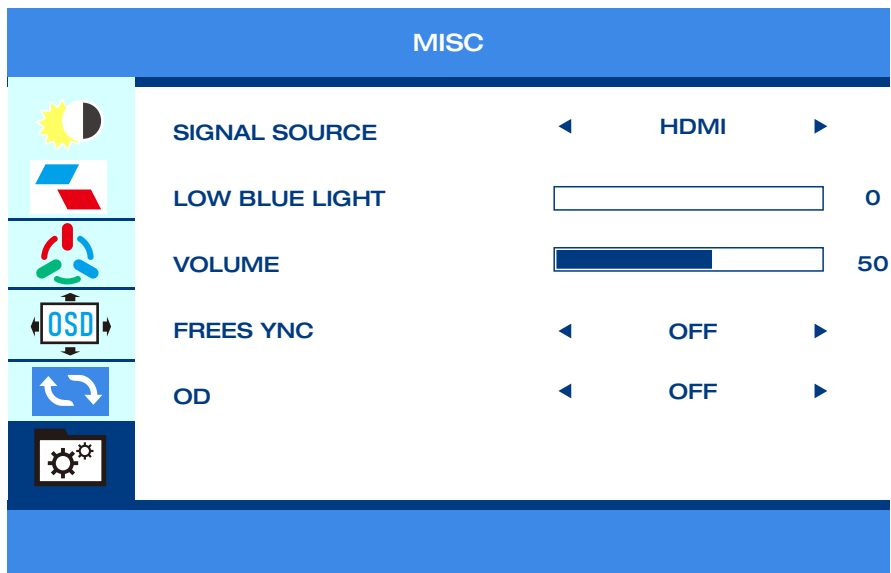 MISC
SIGNAL SOURCE HDMI
LOW BLUE LIGHT 0
VOLUME 50
FREES YNC OFF
OSD
OD OFF